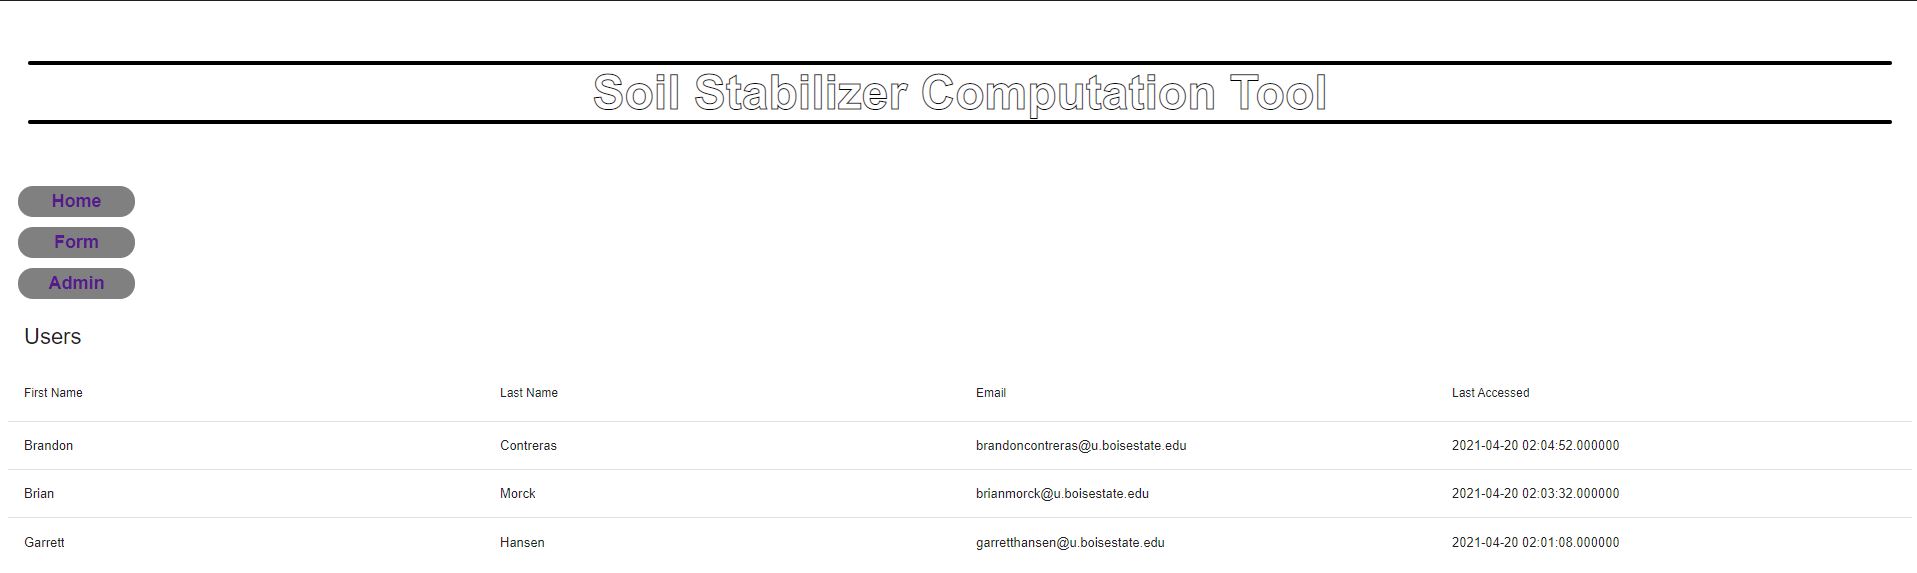 Soil Stabilizer Computation Tool
Home
Form
Admin
Users
First Name Last Name Email Last Accessed
Brandon Contreras brandoncontreras@u.boisestate.edu 2021-04-20 02:04:52.000000
Brian Morck brianmorck@u.boisestate.edu 2021-04-20 02:03:32.000000
Garrett Hansen garretthansen@u.boisestate.edu 2021-04-20 02:01:08.000000